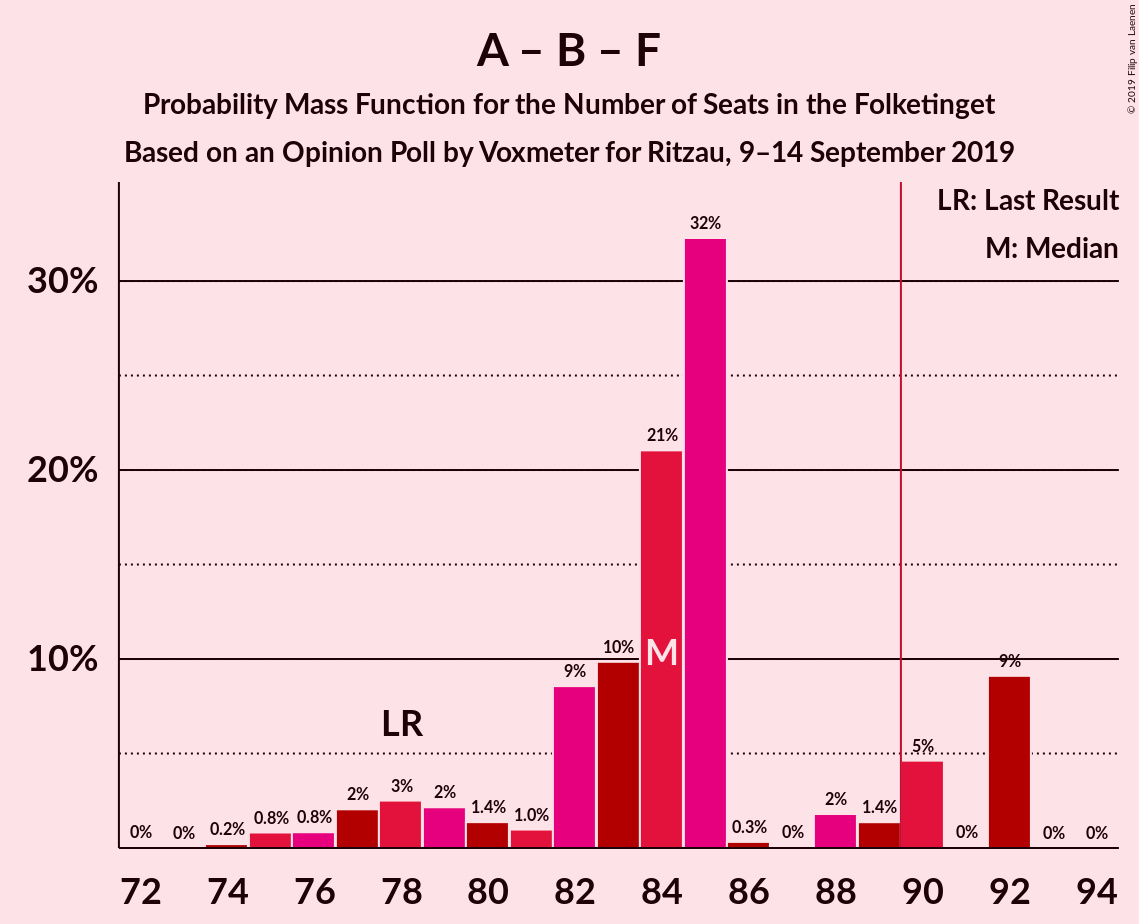 A – B – F
Probability Mass Function for the Number of Seats in the Folketinget
Based on an Opinion Poll by Voxmeter for Ritzau, 9–14 September 2019
© 2019 Filip van Laenen
LR: Last Result
M: Median
30%
20%
10%
0% 0% 0.2% 0.8% 0.8% 2% 3% 2% 1.4% 1.0% 9% 10% 21% 32% 0.3% 0% 2% 1.4% 5% 0% 9% 0% 0%
LR
M
72 74 76 78 80 82 84 86 88 90 92 94